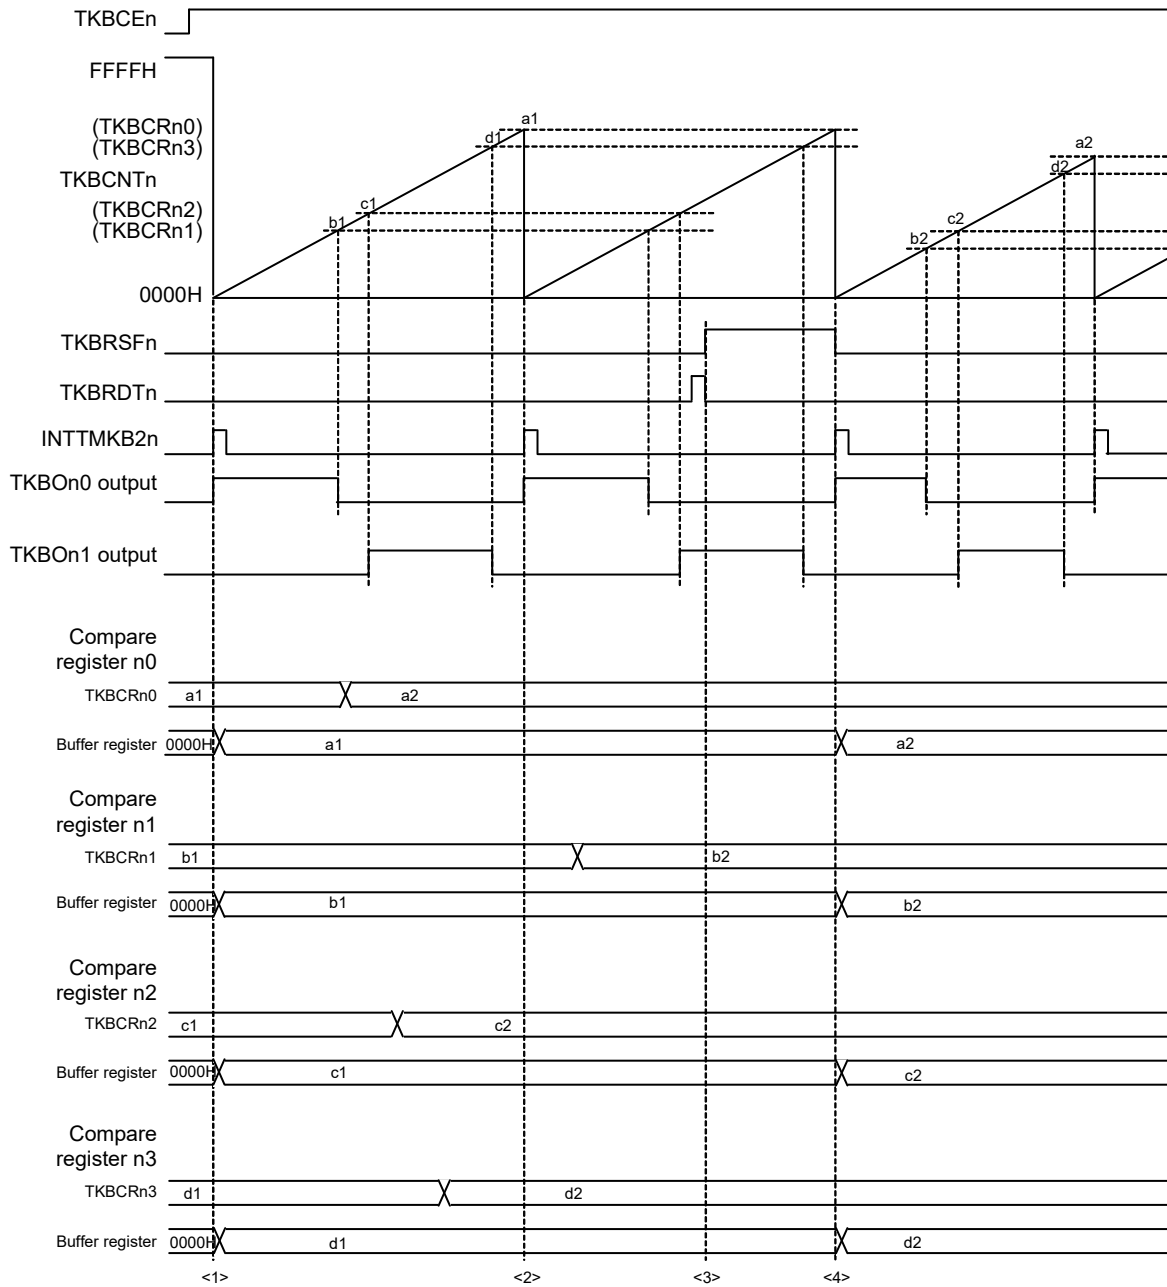 TKBCEn
FFFFH
(TKBCRn0)
(TKBCRn3)
TKBCNTn
(TKBCRn2)
(TKBCRn1)
0000H
a1
d1
c1
b1
a2
d2
c2
b2
TKBRSFn
TKBRDTn
INTTMKB2n
TKBOn0 output
TKBOn1 output
Compare
register n0
TKBCRn0 a1 a2
Buffer register 0000H a1 a2
Compare
register n1
TKBCRn1 b1 b2
Buffer register 0000H b1 b2
Compare
register n2
TKBCRn2 c1 c2
Buffer register 0000H c1 c2
Compare
register n3
TKBCRn3 d1 d2
Buffer register 0000H d1 d2
<1> <2> <3> <4>